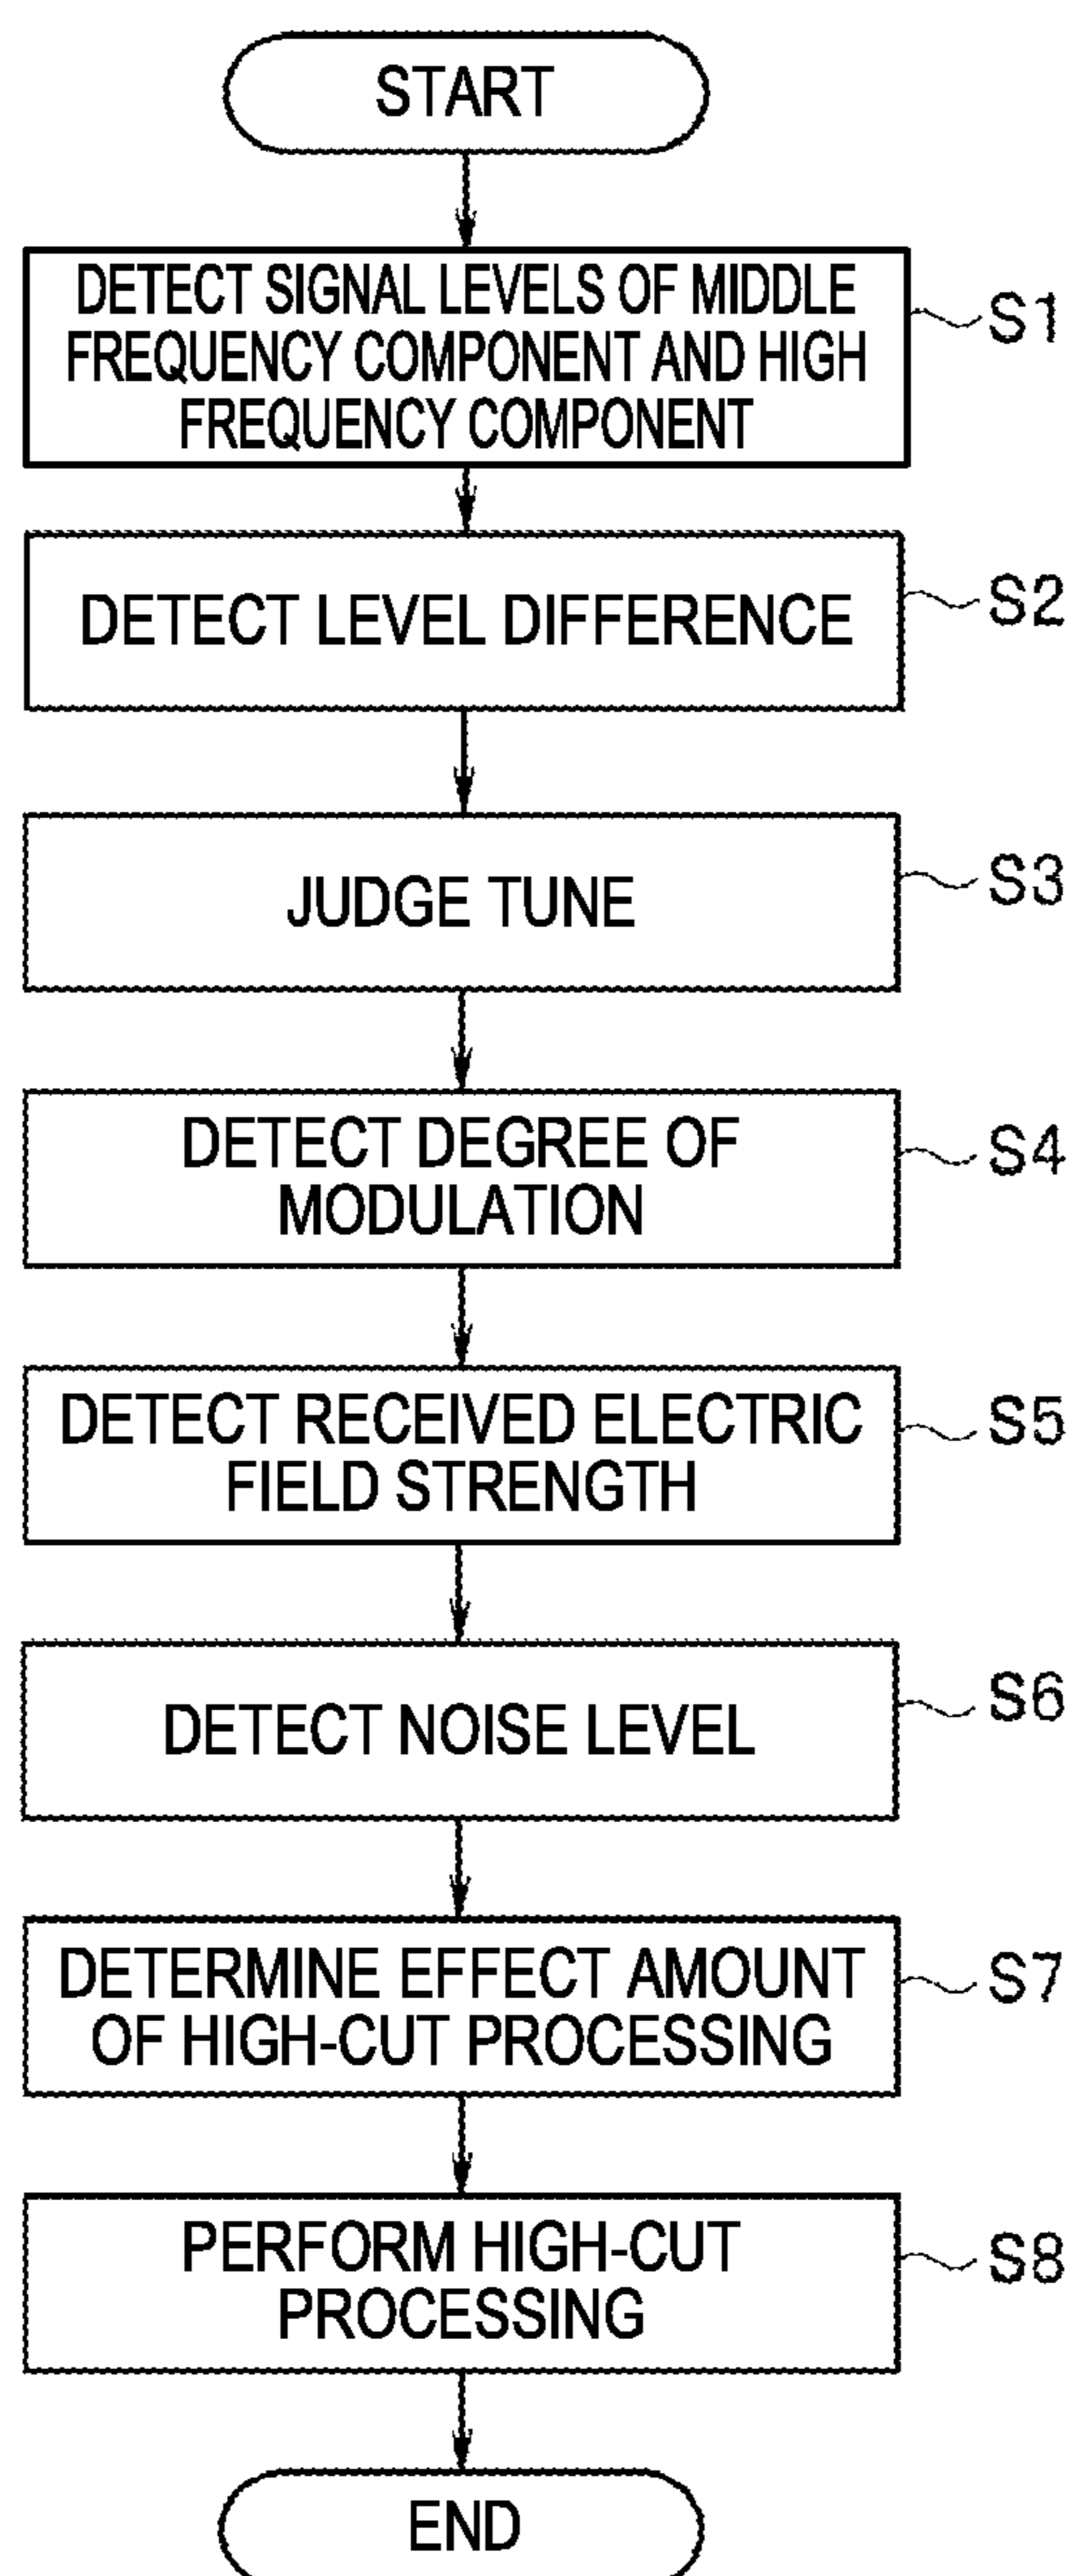 START
DETECT SIGNAL LEVELS OF MIDDLE
FREQUENCY COMPONENT AND HIGH
FREQUENCY COMPONENT
S1
DETECT LEVEL DIFFERENCE
S2
JUDGE TUNE
S3
DETECT DEGREE OF
MODULATION
S4
DETECT RECEIVED ELECTRIC
FIELD STRENGTH
S5
DETECT NOISE LEVEL
S6
DETERMINE EFFECT AMOUNT
OF HIGH-CUT PROCESSING
S7
PERFORM HIGH-CUT
PROCESSING
S8
END